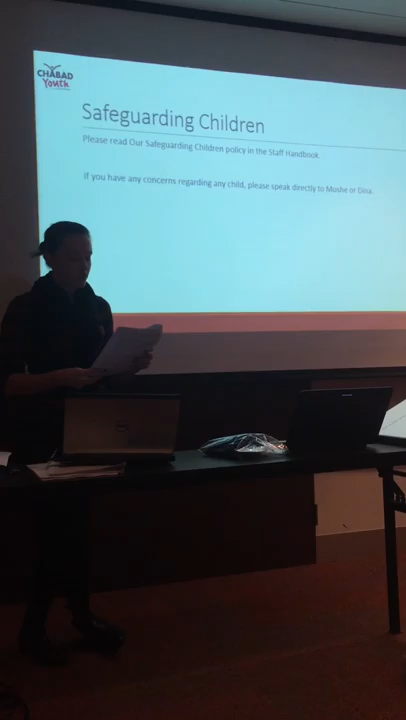 CHABAD
Youth
Safeguarding Children
Please read Our Safeguarding Children policy in the Staff Handbook.
If you have any concerns regarding any child, please speak directly to Moshe or Dina.